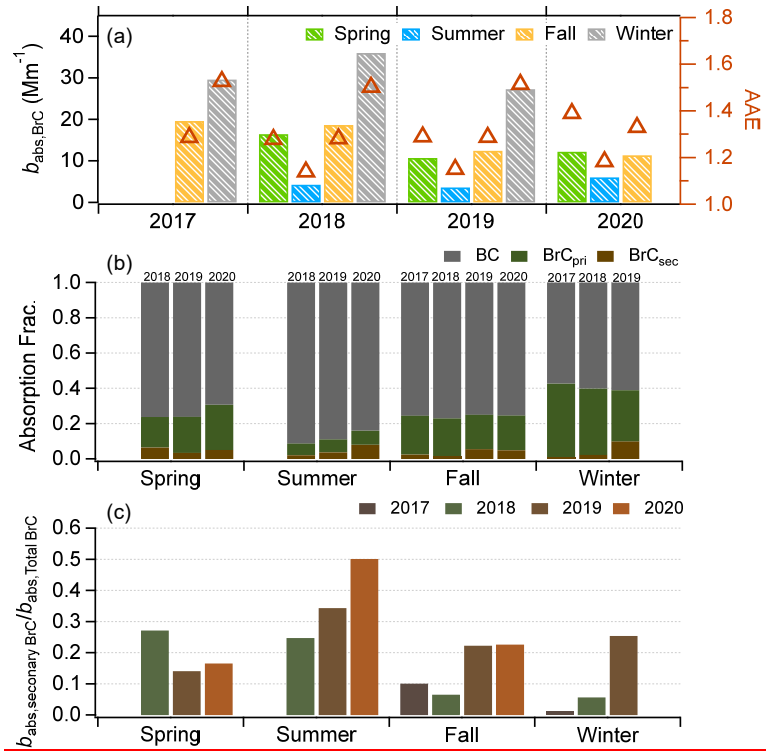 (a)
Spring Summer Fall Winter
b_abs,BrC (Mm⁻¹)
40
30
20
10
0
1.8
1.6
1.4
1.2
1.0
AAE
2017 2018 2019 2020
(b)
BC BrC_pri BrC_sec
Absorption Frac.
1.0
0.8
0.6
0.4
0.2
0.0
2018 2019 2020
2018 2019 2020
2017 2018 2019 2020
2017 2018 2019
Spring Summer Fall Winter
(c)
2017 2018 2019 2020
b_abs,seconary BrC/b_abs,Total BrC
0.6
0.5
0.4
0.3
0.2
0.1
0.0
Spring Summer Fall Winter